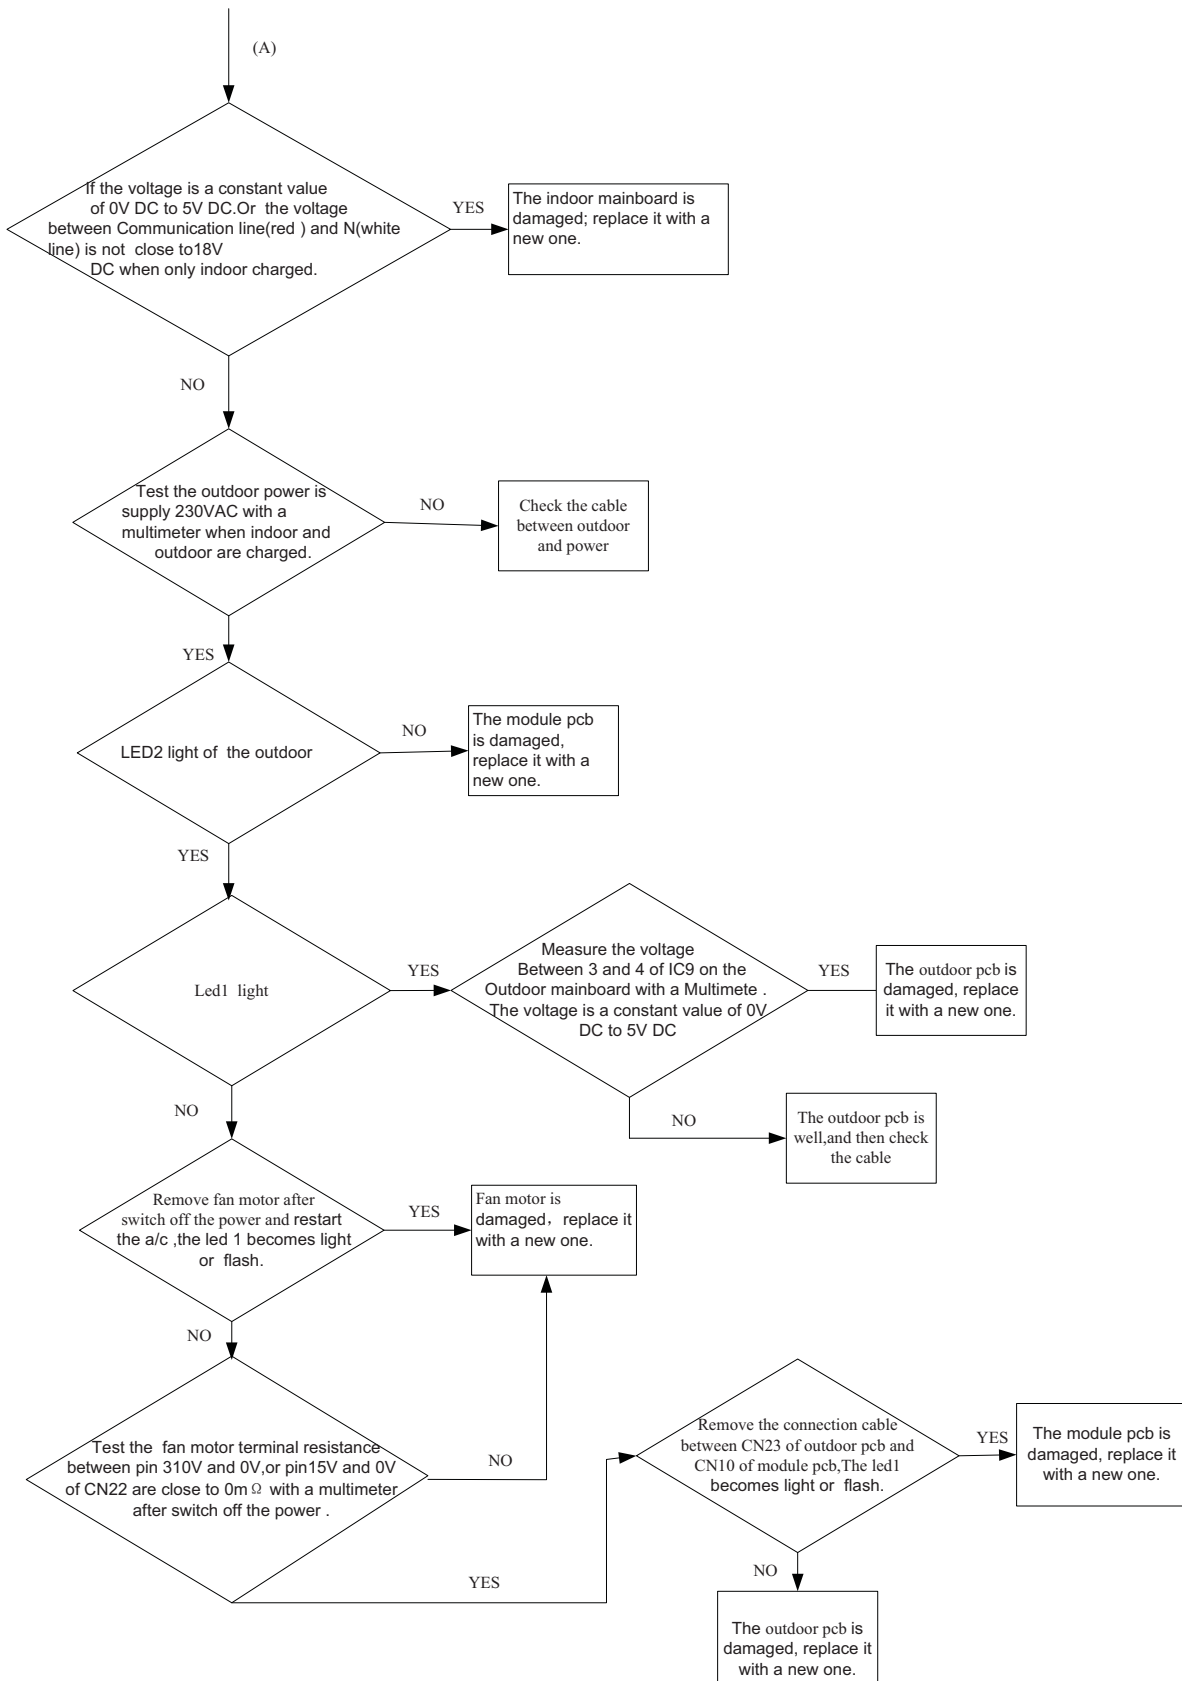 (A)
If the voltage is a constant value
of 0V DC to 5V DC.Or the voltage
between Communication line(red ) and N(white
line) is not close to18V
DC when only indoor charged.
YES
The indoor mainboard is
damaged; replace it with a
new one.
NO
Test the outdoor power is
supply 230VAC with a
multimeter when indoor and
outdoor are charged.
NO
Check the cable
between outdoor
and power
YES
LED2 light of the outdoor
NO
The module pcb
is damaged,
replace it with a
new one.
YES
Led1 light
YES
Measure the voltage
Between 3 and 4 of IC9 on the
Outdoor mainboard with a Multimete .
The voltage is a constant value of 0V
DC to 5V DC
YES
The outdoor pcb is
damaged, replace
it with a new one.
NO
The outdoor pcb is
well,and then check
the cable
NO
Remove fan motor after
switch off the power and restart
the a/c ,the led 1 becomes light
or flash.
YES
Fan motor is
damaged，replace it
with a new one.
NO
Test the fan motor terminal resistance
between pin 310V and 0V,or pin15V and 0V
of CN22 are close to 0mΩ with a multimeter
after switch off the power .
NO
YES
Remove the connection cable
between CN23 of outdoor pcb and
CN10 of module pcb,The led1
becomes light or flash.
YES
The module pcb is
damaged, replace it
with a new one.
NO
The outdoor pcb is
damaged, replace it
with a new one.